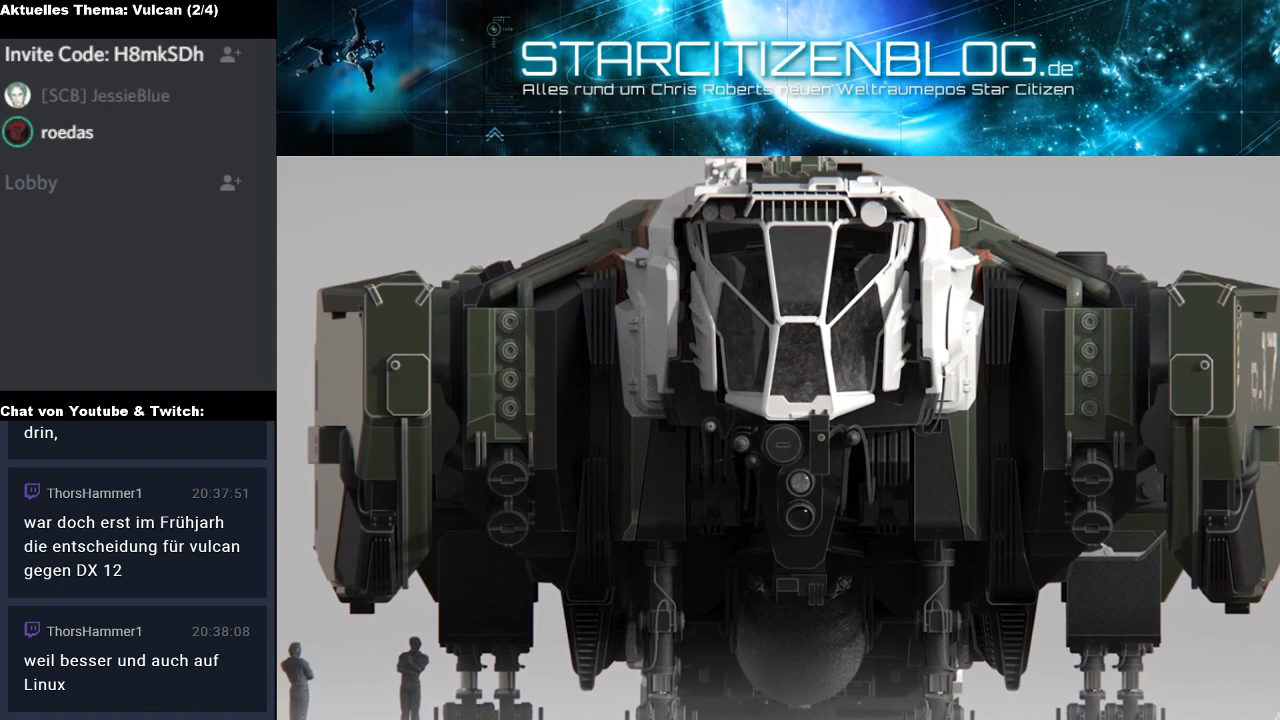 Aktuelles Thema: Vulcan (2/4)
Invite Code: H8mkSDh
[SCB] JessieBlue
roedas
Lobby
STARCITIZENBLOG.de
Alles rund um Chris Roberts neuen Weltraumepos Star Citizen
Chat von Youtube & Twitch:
drin,
ThorsHammer1 20:37:51
war doch erst im Frühjarh
die entscheidung für vulcan
gegen DX 12
ThorsHammer1 20:38:08
weil besser und auch auf
Linux